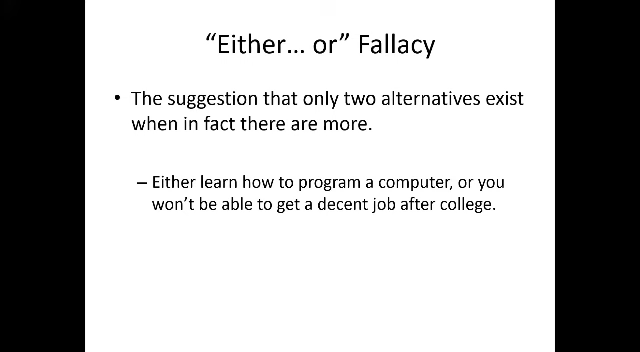 “Either… or” Fallacy
• The suggestion that only two alternatives exist
when in fact there are more.
– Either learn how to program a computer, or you
won’t be able to get a decent job after college.